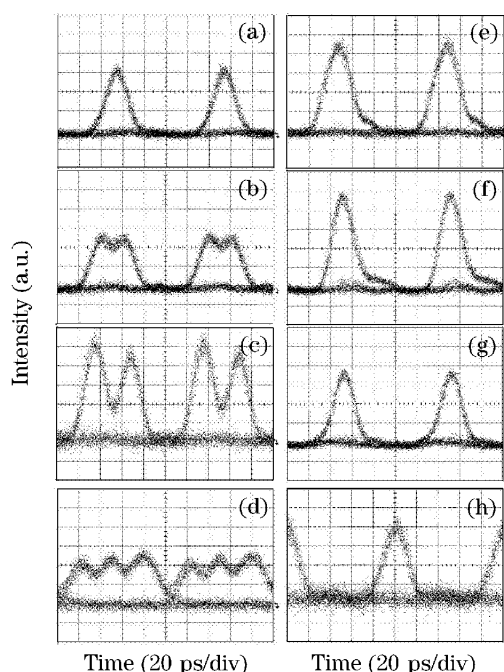 (a) (e)
(b) (f)
(c) (g)
(d) (h)
Intensity (a.u.)
Time (20 ps/div) Time (20 ps/div)